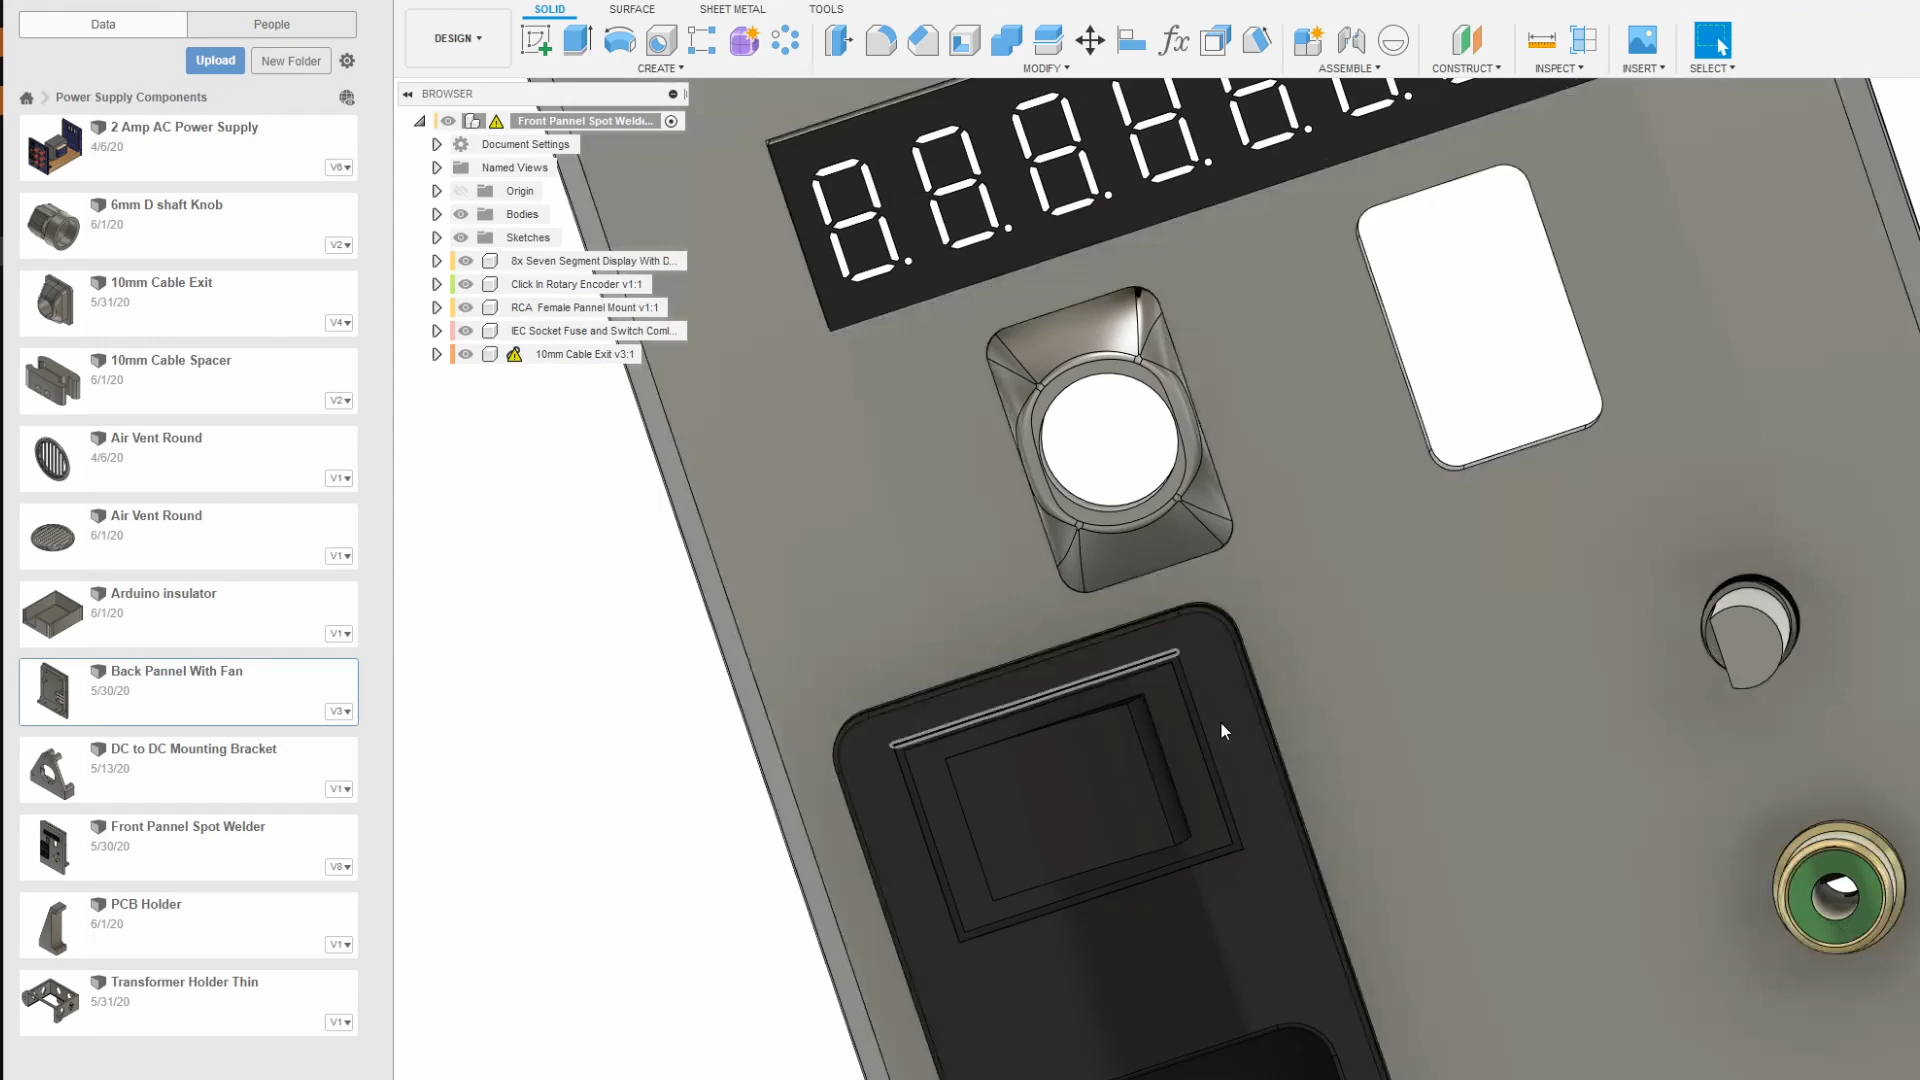 Data
People
Upload
New Folder
Power Supply Components
2 Amp AC Power Supply
4/6/20
V6
6mm D shaft Knob
6/1/20
V2
10mm Cable Exit
5/31/20
V4
10mm Cable Spacer
6/1/20
V2
Air Vent Round
4/6/20
V1
Air Vent Round
6/1/20
V1
Arduino insulator
6/1/20
V1
Back Pannel With Fan
5/30/20
V3
DC to DC Mounting Bracket
5/13/20
V1
Front Pannel Spot Welder
5/30/20
V8
PCB Holder
6/1/20
V1
Transformer Holder Thin
5/31/20
V1
DESIGN
SOLID
SURFACE
SHEET METAL
TOOLS
fx
CREATE
MODIFY
ASSEMBLE
CONSTRUCT
INSPECT
INSERT
SELECT
BROWSER
Front Pannel Spot Weld...
Document Settings
Named Views
Origin
Bodies
Sketches
8x Seven Segment Display With D...
Click In Rotary Encoder v1:1
RCA Female Pannel Mount v1:1
IEC Socket Fuse and Switch Comi...
10mm Cable Exit v3:1